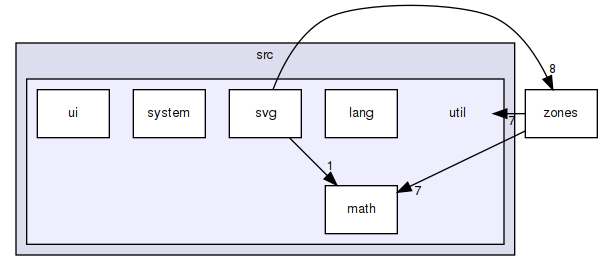 src
8
ui
system
svg
lang
util
7
zones
1
7
math